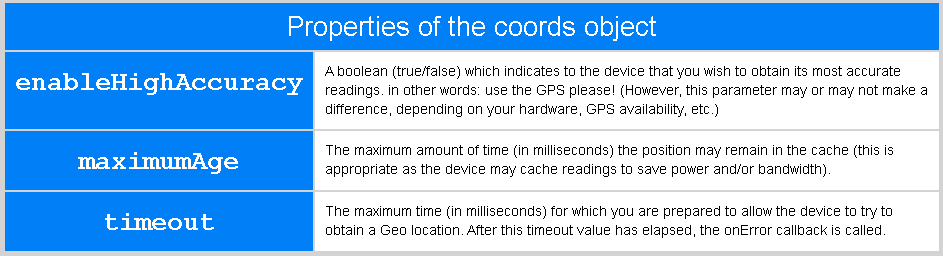 Properties of the coords object
enableHighAccuracy
A boolean (true/false) which indicates to the device that you wish to obtain its most accurate
readings. in other words: use the GPS please! (However, this parameter may or may not make a
difference, depending on your hardware, GPS availability, etc.)
maximumAge
The maximum amount of time (in milliseconds) the position may remain in the cache (this is
appropriate as the device may cache readings to save power and/or bandwidth).
timeout
The maximum time (in milliseconds) for which you are prepared to allow the device to try to
obtain a Geo location. After this timeout value has elapsed, the onError callback is called.